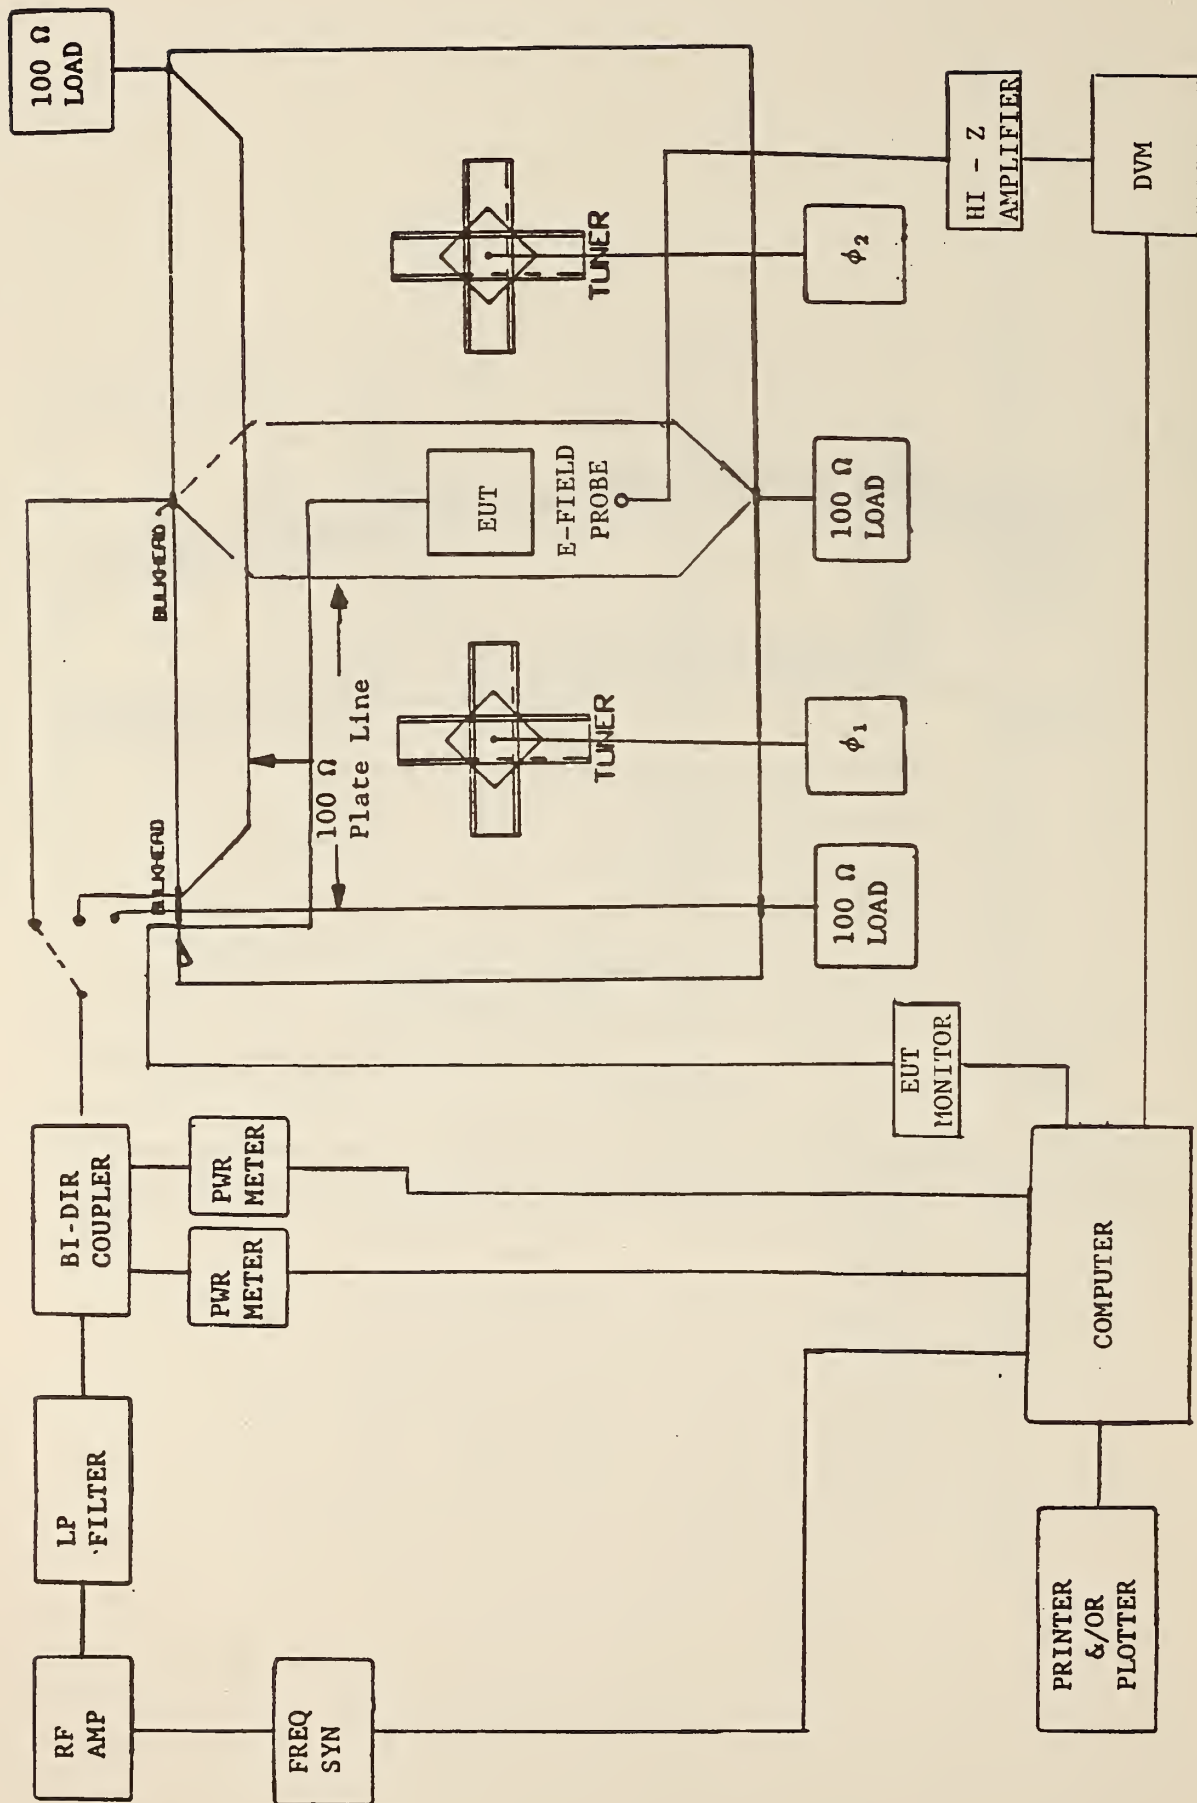 RF
AMP
LP
FILTER
BI-DIR
COUPLER
100 Ω
LOAD
FREQ
SYN
PWR
METER
PWR
METER
BULKHEAD
BULKHEAD
100 Ω
Plate Line
TUNER
EUT
E-FIELD
PROBE
TUNER
EUT
MONITOR
100 Ω
LOAD
ϕ1
100 Ω
LOAD
ϕ2
HI - Z
AMPLIFIER
PRINTER
&/OR
PLOTTER
COMPUTER
DVM